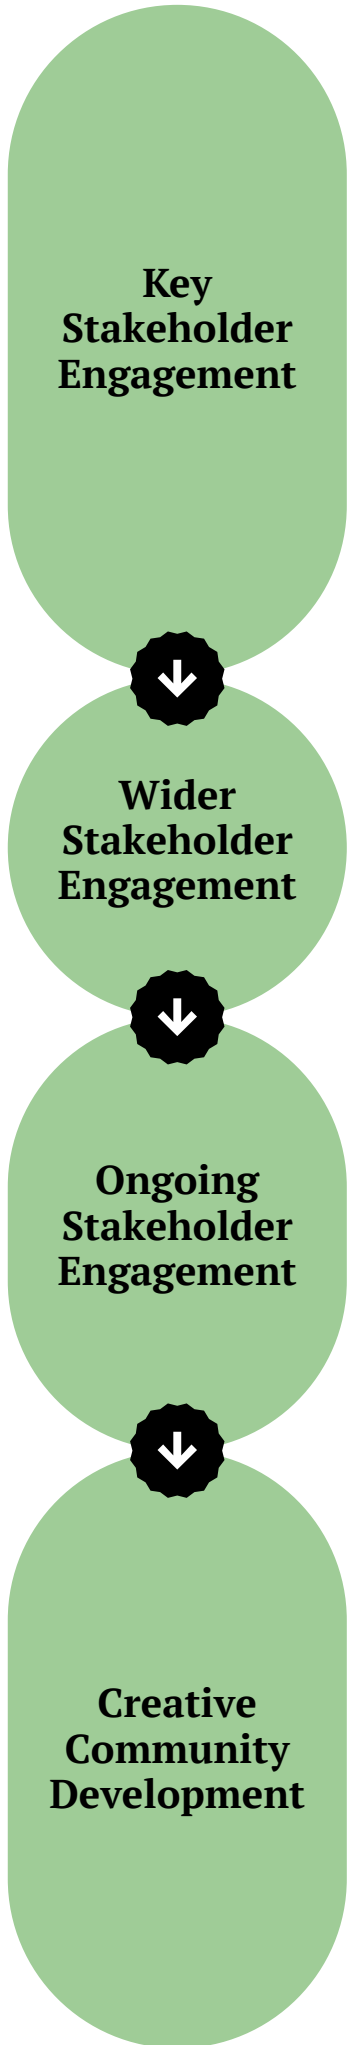 Key
Stakeholder
Engagement
Wider
Stakeholder
Engagement
Ongoing
Stakeholder
Engagement
Creative
Community
Development